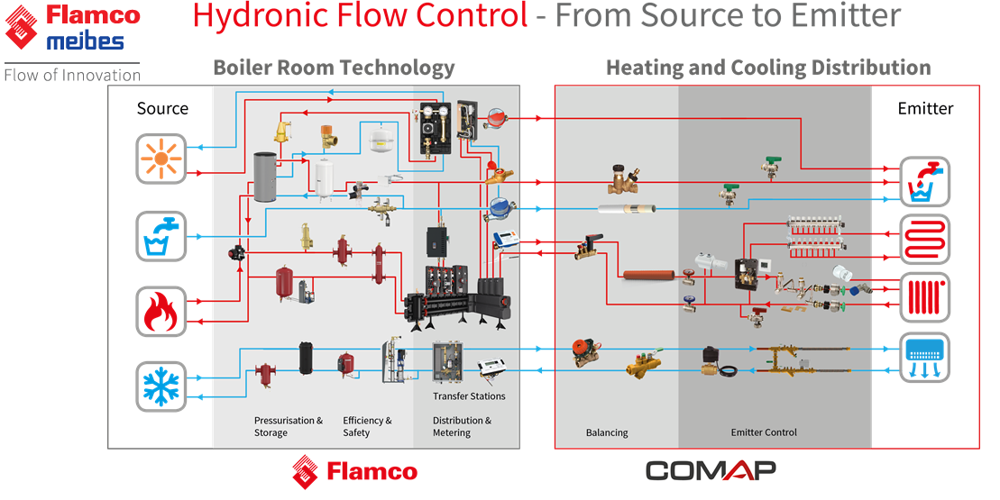 Flamco
meibes
Flow of Innovation
Hydronic Flow Control - From Source to Emitter
Boiler Room Technology
Heating and Cooling Distribution
Source
Emitter
Transfer Stations
Pressurisation &
Storage
Efficiency &
Safety
Distribution &
Metering
Balancing
Emitter Control
Flamco
COMAP